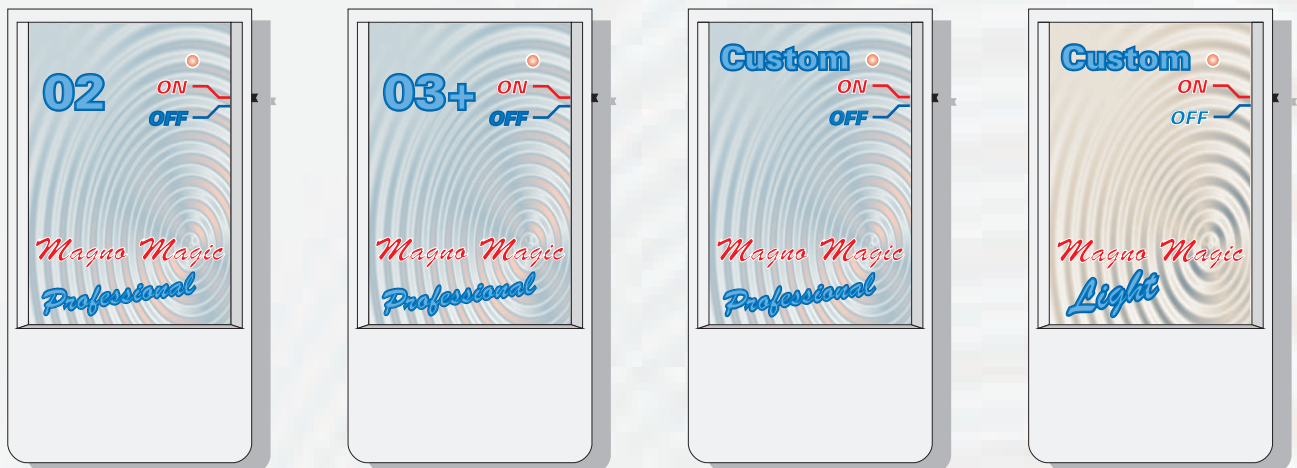 02
ON
OFF
Magno Magic
Professional
03+
ON
OFF
Magno Magic
Professional
Custom
ON
OFF
Magno Magic
Professional
Custom
ON
OFF
Magno Magic
Light